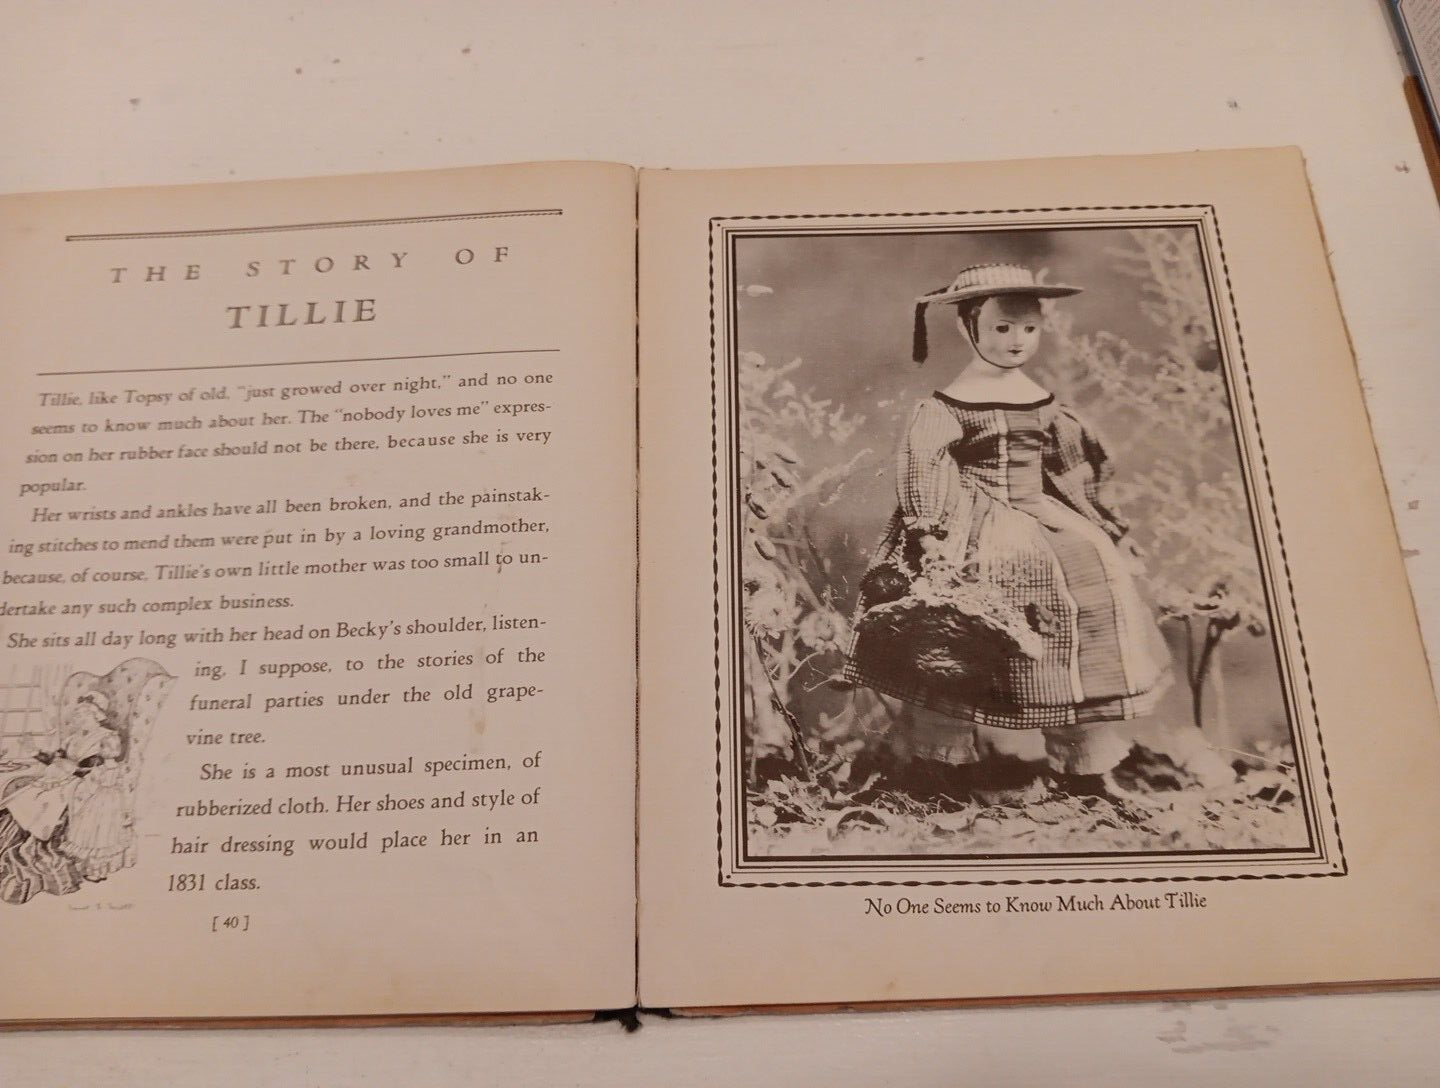 THE STORY OF
TILLIE
Tillie, like Topsy of old, "just growed over night," and no one
seems to know much about her. The "nobody loves me" expres-
sion on her rubber face should not be there, because she is very
popular.
Her wrists and ankles have all been broken, and the painstak-
ing stitches to mend them were put in by a loving grandmother,
because, of course, Tillie's own little mother was too small to un-
dertake any such complex business.
She sits all day long with her head on Becky's shoulder, listen-
ing, I suppose, to the stories of the
funeral parties under the old grape-
vine tree.
She is a most unusual specimen, of
rubberized cloth. Her shoes and style of
hair dressing would place her in an
1831 class.
[ 40 ]
No One Seems to Know Much About Tillie